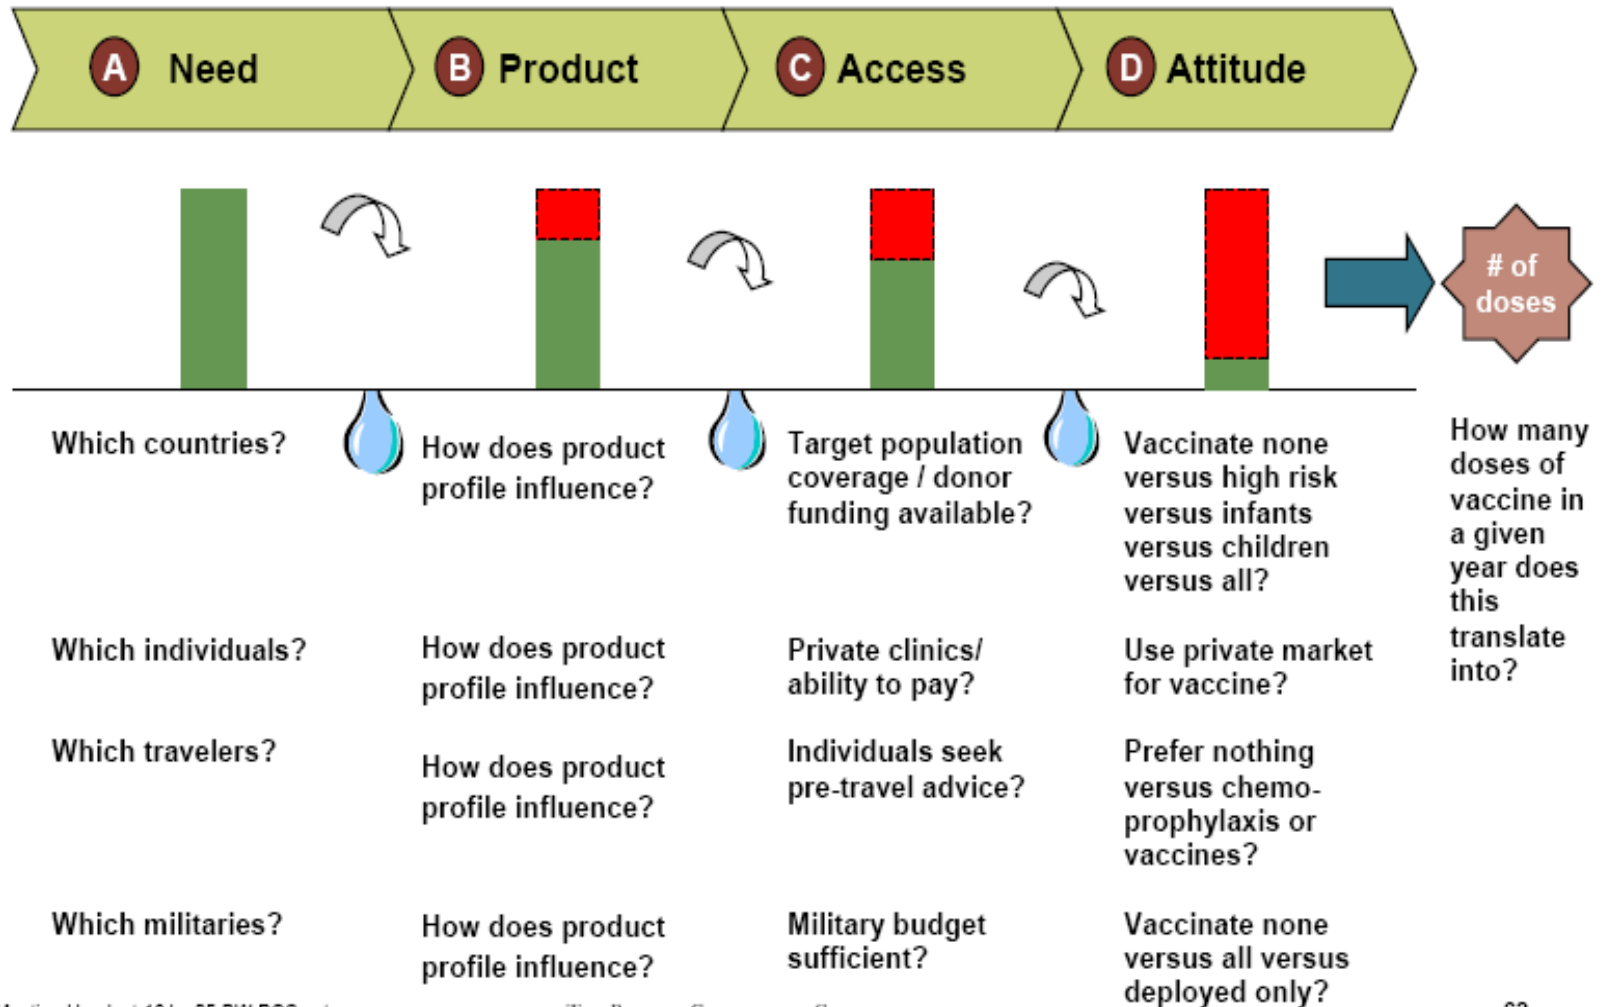 A Need
B Product
C Access
D Attitude
# of
doses
Which countries?
How does product
profile influence?
Target population
coverage / donor
funding available?
Vaccinate none
versus high risk
versus infants
versus children
versus all?
How many
doses of
vaccine in
a given
year does
this
translate
into?
Which individuals?
How does product
profile influence?
Private clinics/
ability to pay?
Use private market
for vaccine?
Which travelers?
How does product
profile influence?
Individuals seek
pre-travel advice?
Prefer nothing
versus chemo-
prophylaxis or
vaccines?
Which militaries?
How does product
profile influence?
Military budget
sufficient?
Vaccinate none
versus all versus
deployed only?